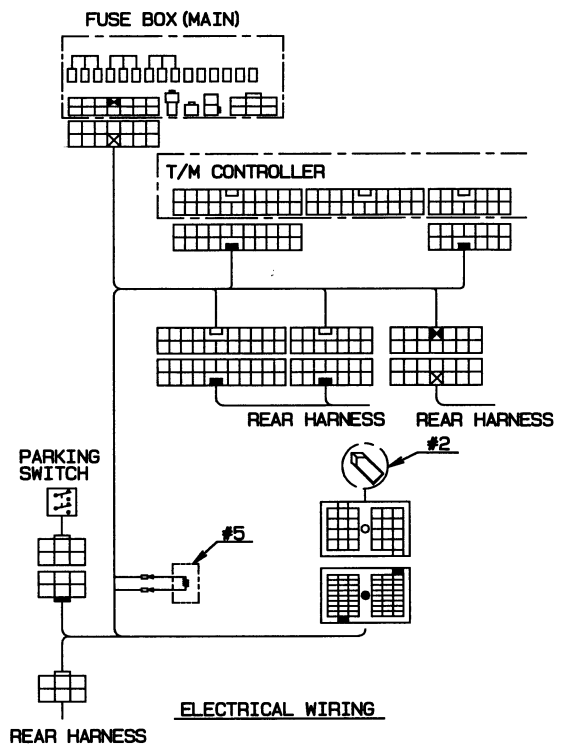 FUSE BOX (MAIN)
T/M CONTROLLER
REAR HARNESS
REAR HARNESS
#2
PARKING
SWITCH
#5
ELECTRICAL WIRING
REAR HARNESS